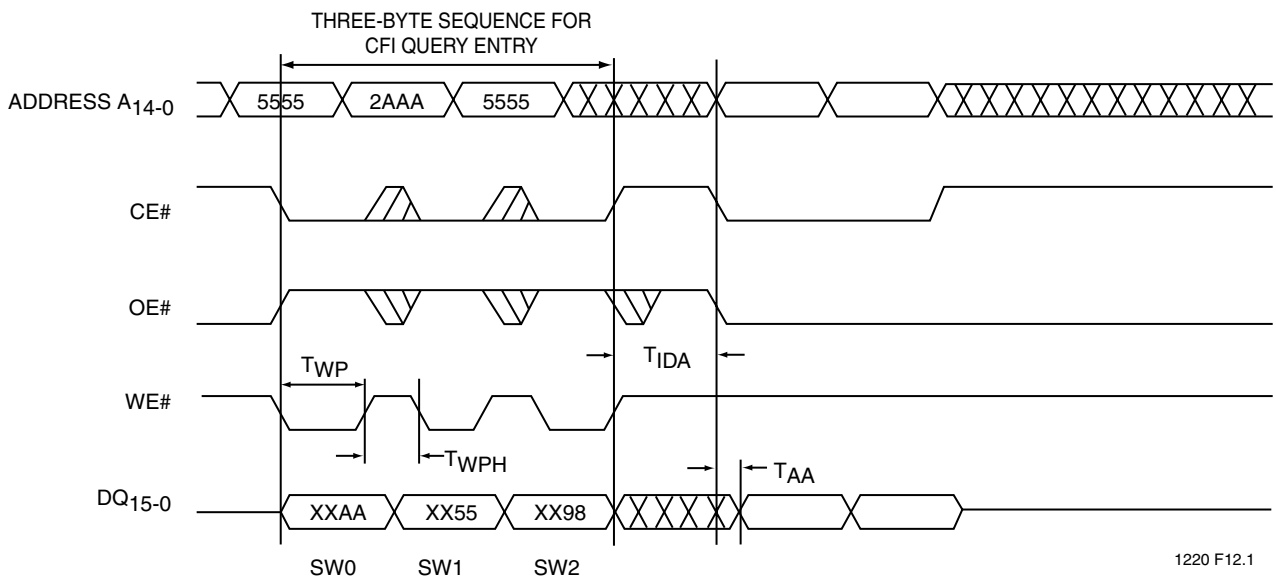 THREE-BYTE SEQUENCE FOR
CFI QUERY ENTRY
ADDRESS A14-0
5555 2AAA 5555
CE#
OE#
TIDA
TWP
WE#
TWPH
TAA
DQ15-0
XXAA XX55 XX98
SW0 SW1 SW2
1220 F12.1